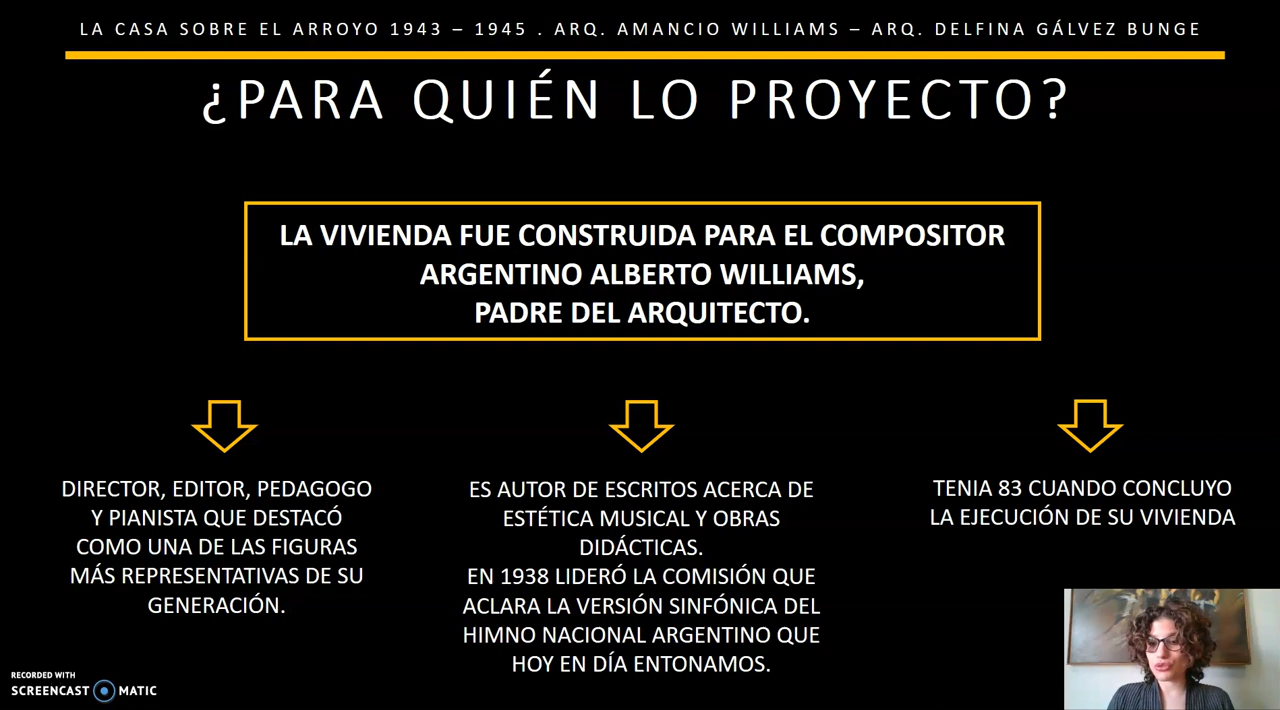 LA CASA SOBRE EL ARROYO 1943 – 1945 . ARQ. AMANCIO WILLIAMS – ARQ. DELFINA GÁLVEZ BUNGE
¿PARA QUIÉN LO PROYECTO?
LA VIVIENDA FUE CONSTRUIDA PARA EL COMPOSITOR
ARGENTINO ALBERTO WILLIAMS,
PADRE DEL ARQUITECTO.
DIRECTOR, EDITOR, PEDAGOGO
Y PIANISTA QUE DESTACÓ
COMO UNA DE LAS FIGURAS
MÁS REPRESENTATIVAS DE SU
GENERACIÓN.
ES AUTOR DE ESCRITOS ACERCA DE
ESTÉTICA MUSICAL Y OBRAS
DIDÁCTICAS.
EN 1938 LIDERÓ LA COMISIÓN QUE
ACLARA LA VERSIÓN SINFÓNICA DEL
HIMNO NACIONAL ARGENTINO QUE
HOY EN DÍA ENTONAMOS.
TENIA 83 CUANDO CONCLUYO
LA EJECUCIÓN DE SU VIVIENDA
RECORDED WITH
SCREENCAST MATIC